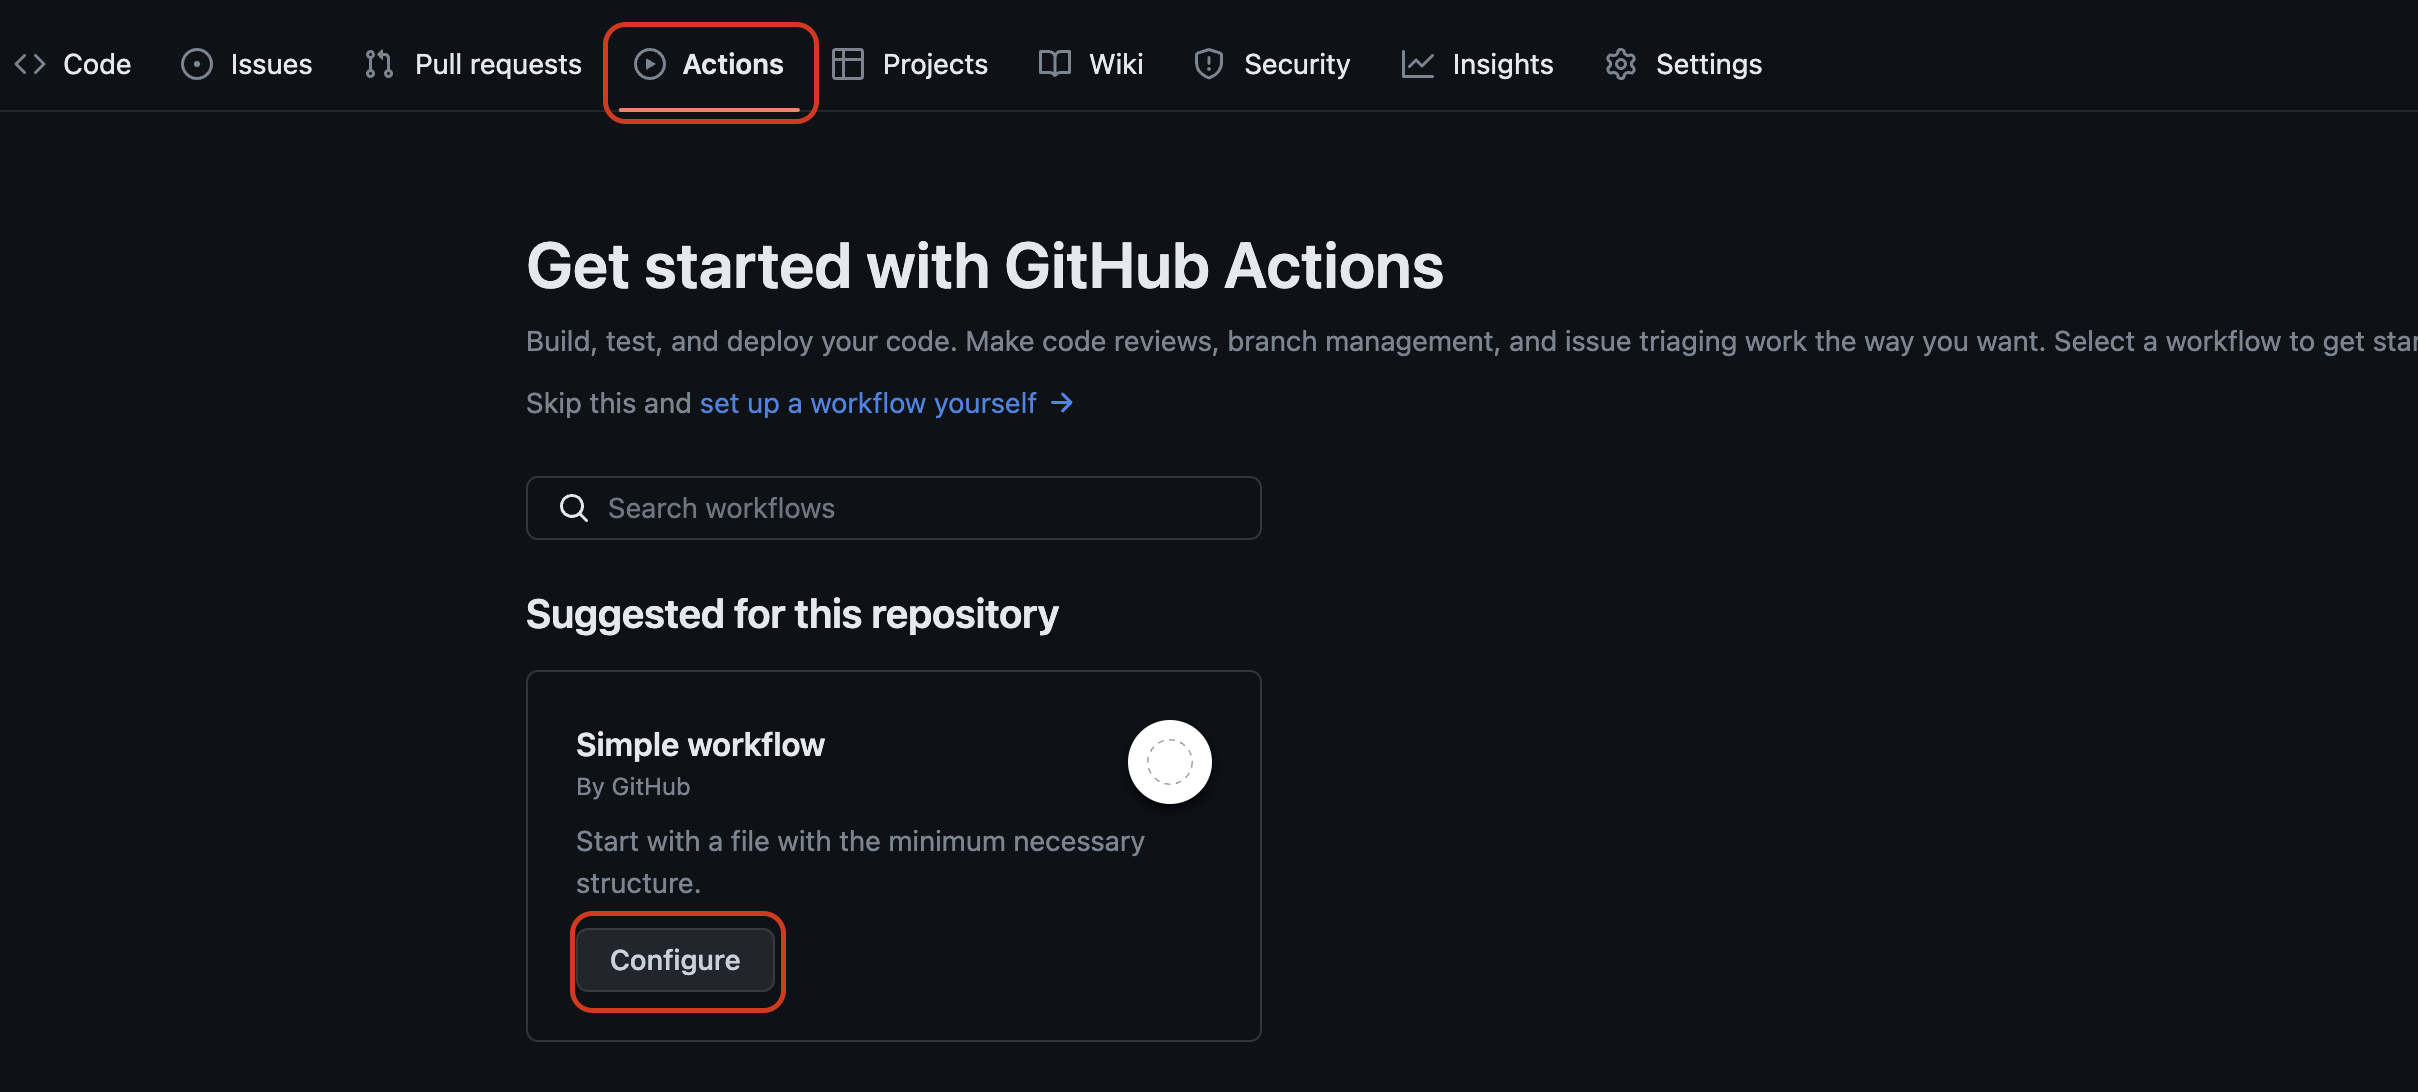 Code Issues Pull requests Actions Projects Wiki Security Insights Settings
Get started with GitHub Actions
Build, test, and deploy your code. Make code reviews, branch management, and issue triaging work the way you want. Select a workflow to get star
Skip this and set up a workflow yourself →
Search workflows
Suggested for this repository
Simple workflow
By GitHub
Start with a file with the minimum necessary
structure.
Configure